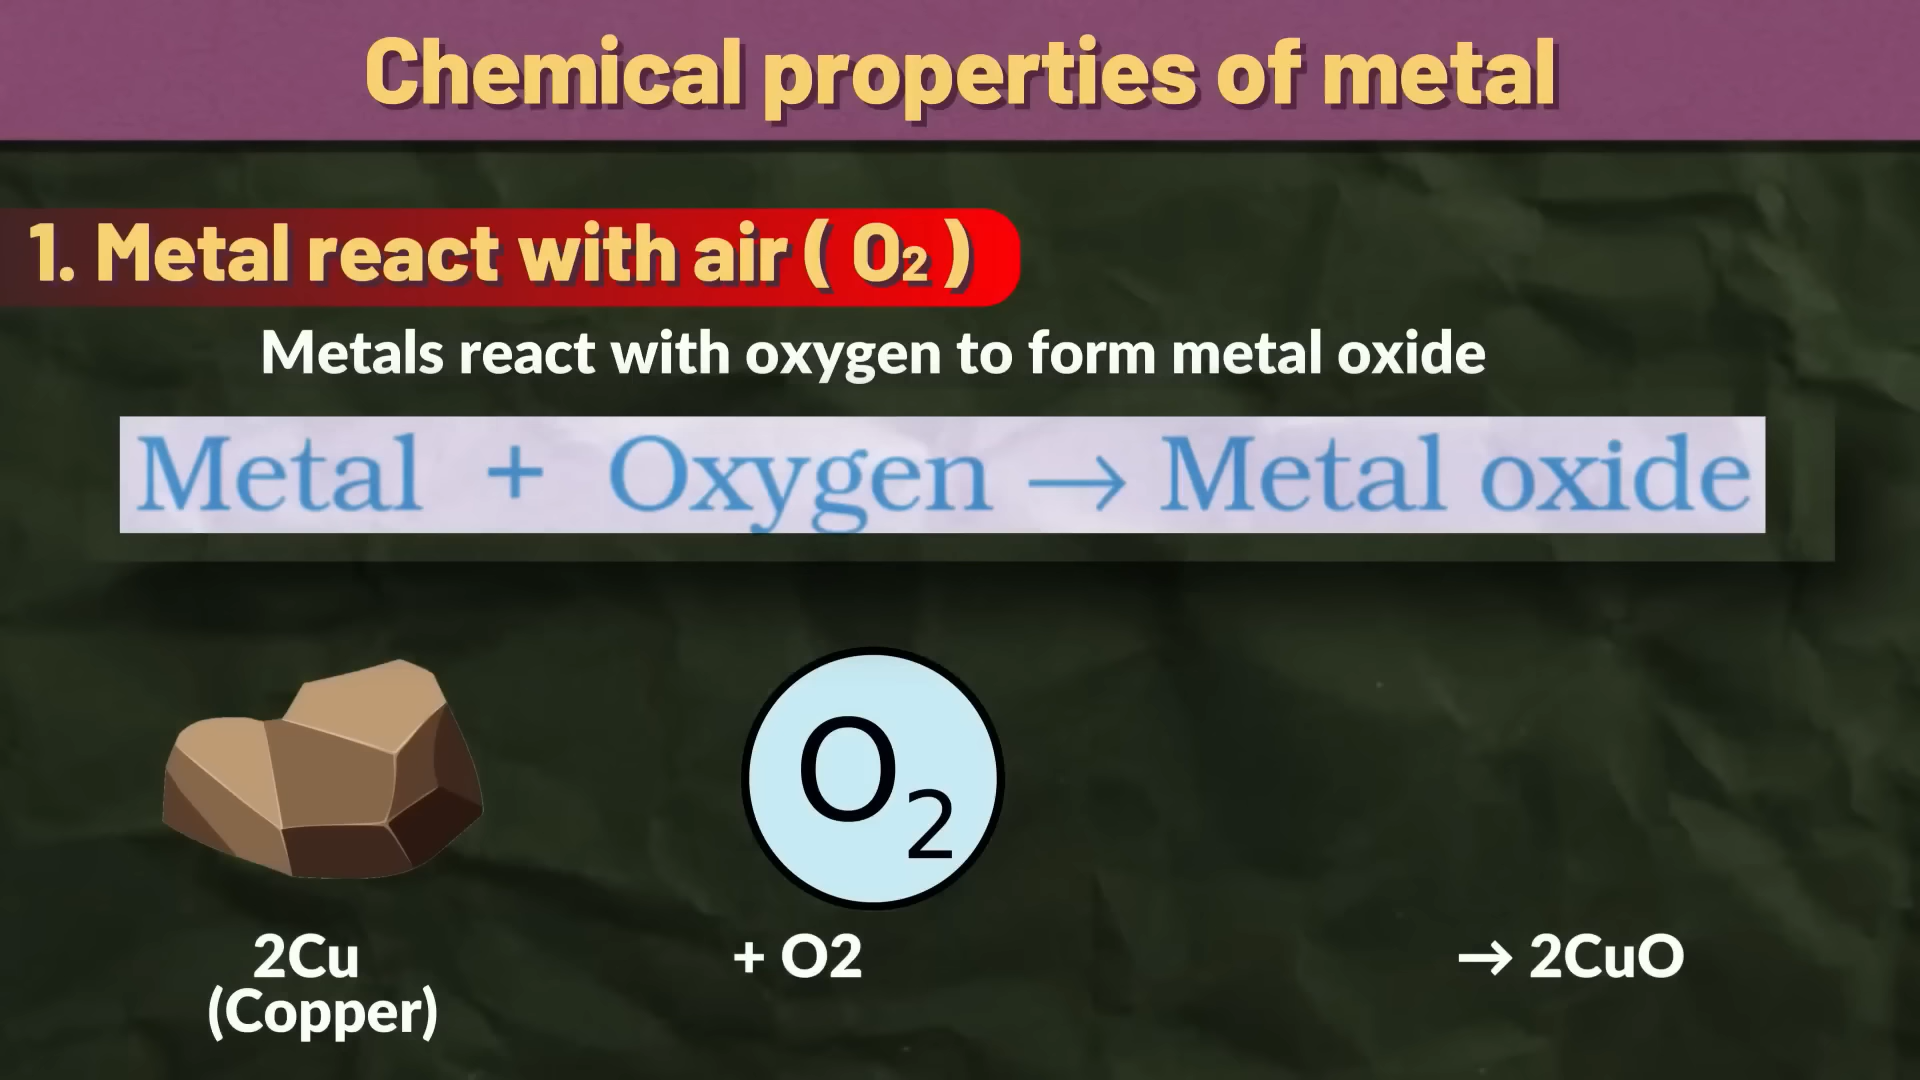 Chemical properties of metal
1. Metal react with air ( O₂ )
Metals react with oxygen to form metal oxide
Metal + Oxygen → Metal oxide
O₂
2Cu + O2 → 2CuO
(Copper)